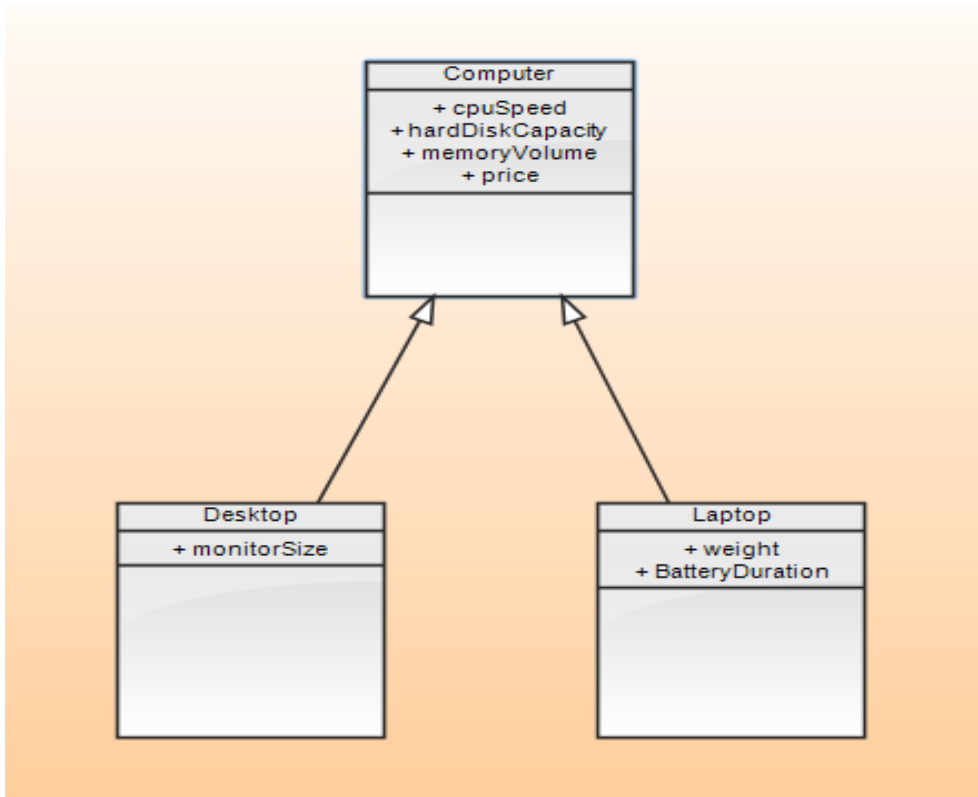 Computer
+ cpuSpeed
+hardDiskCapacity
+ memoryVolume
+ price
Desktop
+ monitorSize
Laptop
+ weight
+ BatteryDuration